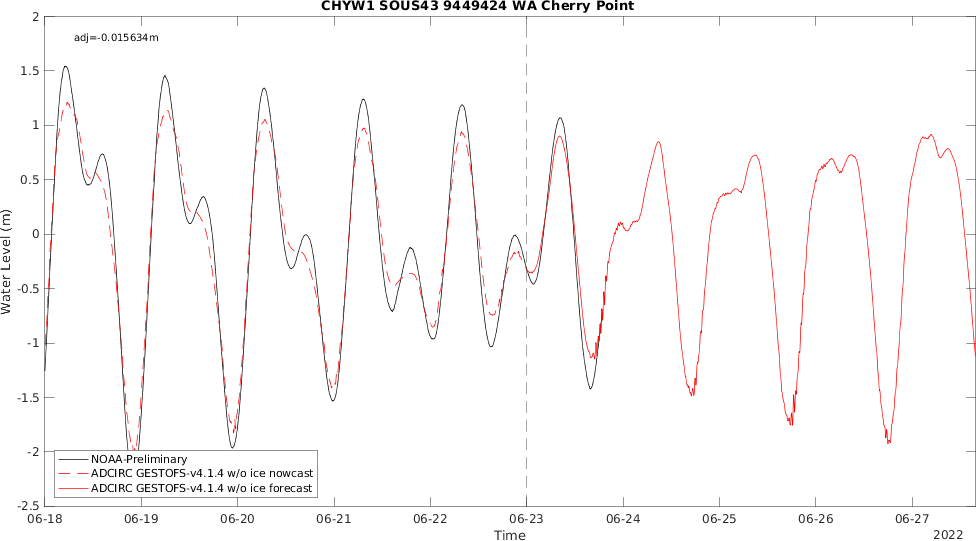 CHYW1 SOUS43 9449424 WA Cherry Point
adj=-0.015634m
Water Level (m)
2
1.5
1
0.5
0
-0.5
-1
-1.5
-2
-2.5
NOAA-Preliminary
ADCIRC GESTOFS-v4.1.4 w/o ice nowcast
ADCIRC GESTOFS-v4.1.4 w/o ice forecast
06-18 06-19 06-20 06-21 06-22 06-23 06-24 06-25 06-26 06-27
Time
2022